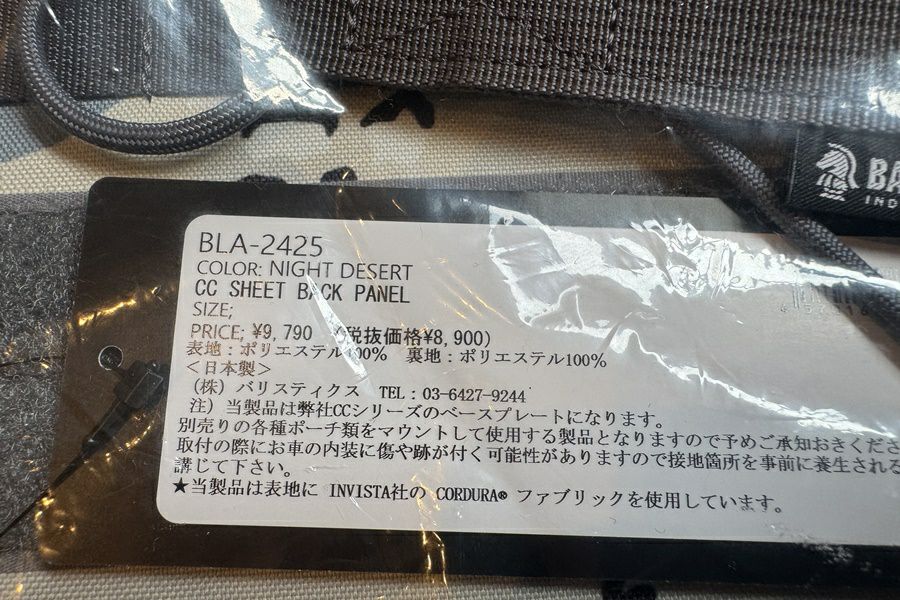 BLA-2425
COLOR: NIGHT DESERT
CC SHEET BACK PANEL
SIZE;
PRICE; ¥9,790 (税抜価格¥8,900)
表地：ポリエステル100% 裏地：ポリエステル100%
＜日本製＞
（株）バリスティクス TEL：03-6427-9244
注）当製品は弊社CCシリーズのベースプレートになります。
別売りの各種ポーチ類をマウントして使用する製品となりますので予めご承知おきくださ
取付の際にお車の内装に傷や跡が付く可能性がありますので接地箇所を事前に養生される
講じて下さい。
★当製品は表地に INVISTA社の CORDURA® ファブリックを使用しています。
BA
IND